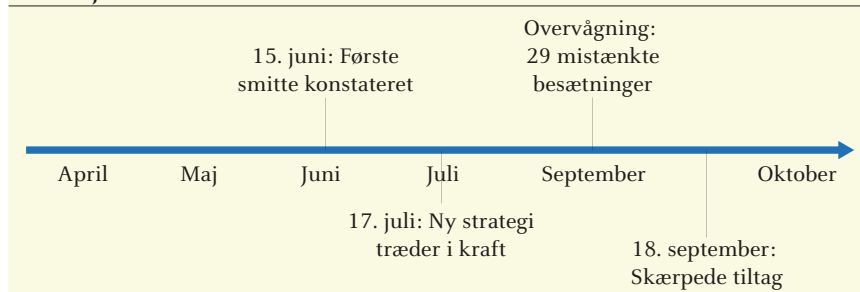 Overvågning:
29 mistænkte
besætninger
15. juni: Første
smitte konstateret
April Maj Juni Juli September Oktober
17. juli: Ny strategi
træder i kraft
18. september:
Skærpede tiltag